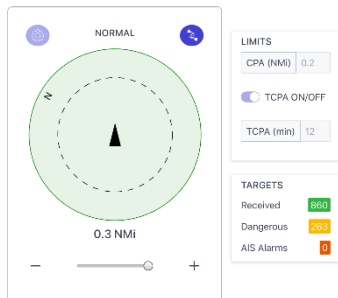 NORMAL
N
0.3 NMi
− +
LIMITS
CPA (NMi) 0.2
TCPA ON/OFF
TCPA (min) 12
TARGETS
Received 860
Dangerous 263
AIS Alarms 0